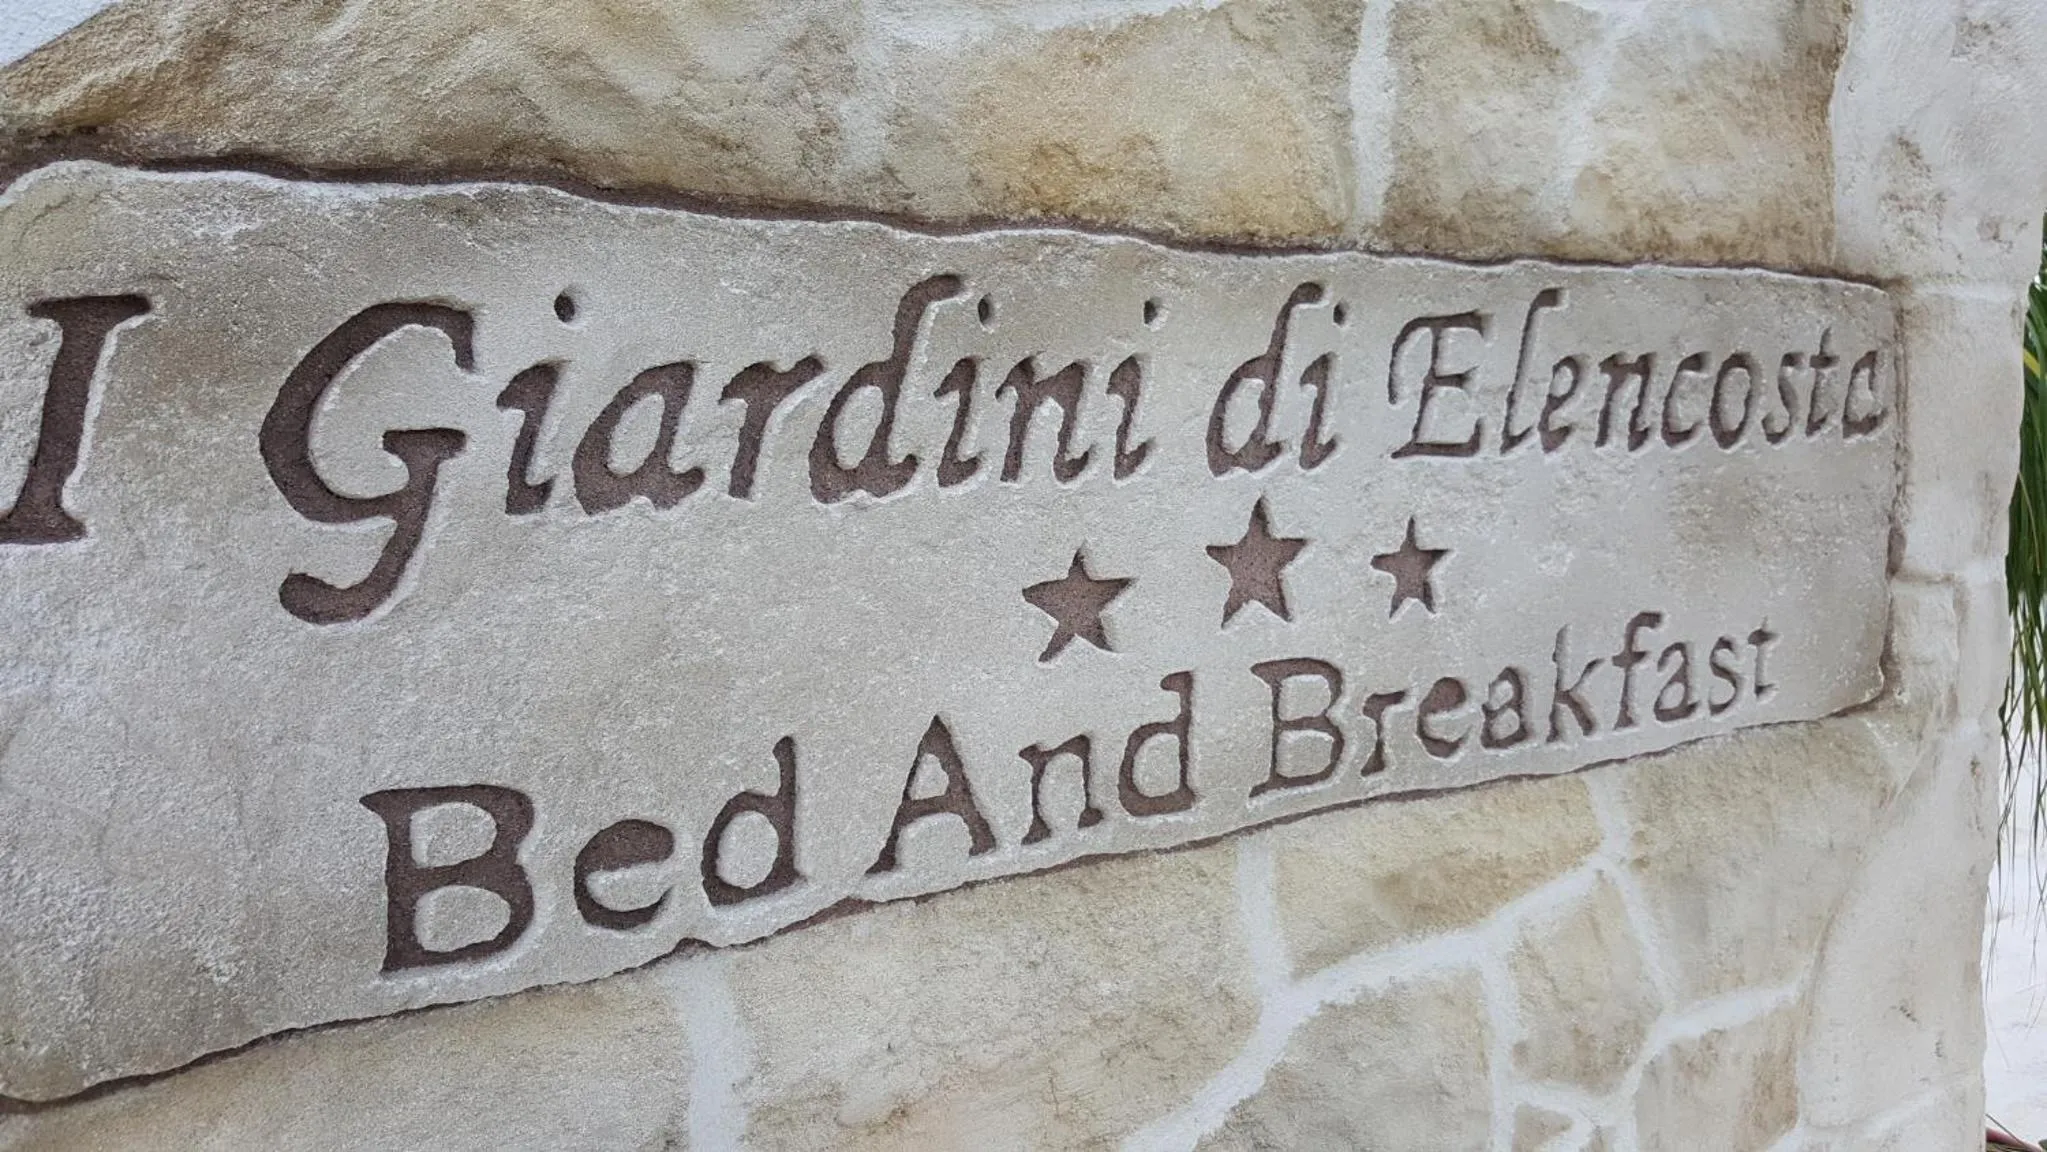 I Giardini di Elencosta
Bed And Breakfast